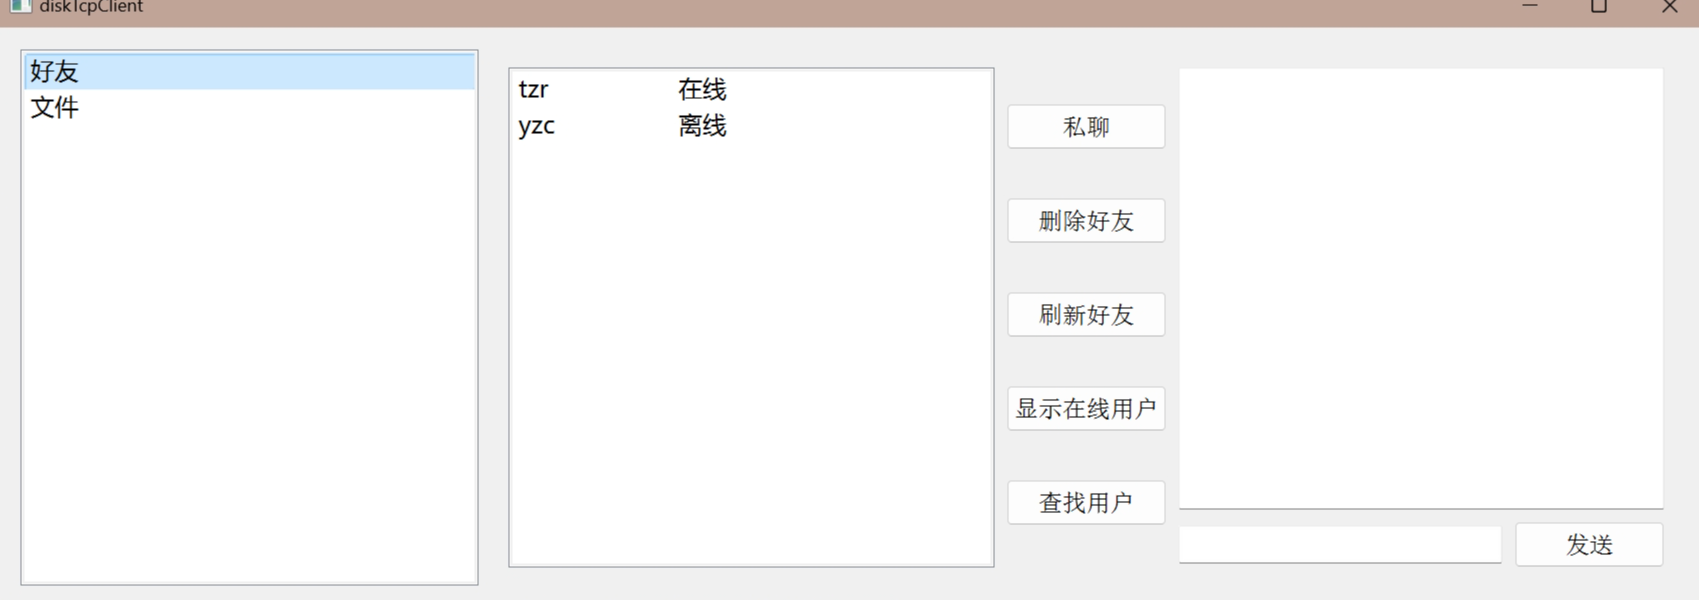 diskTcpClient
好友
文件
tzr 在线
yzc 离线
私聊
删除好友
刷新好友
显示在线用户
查找用户
发送